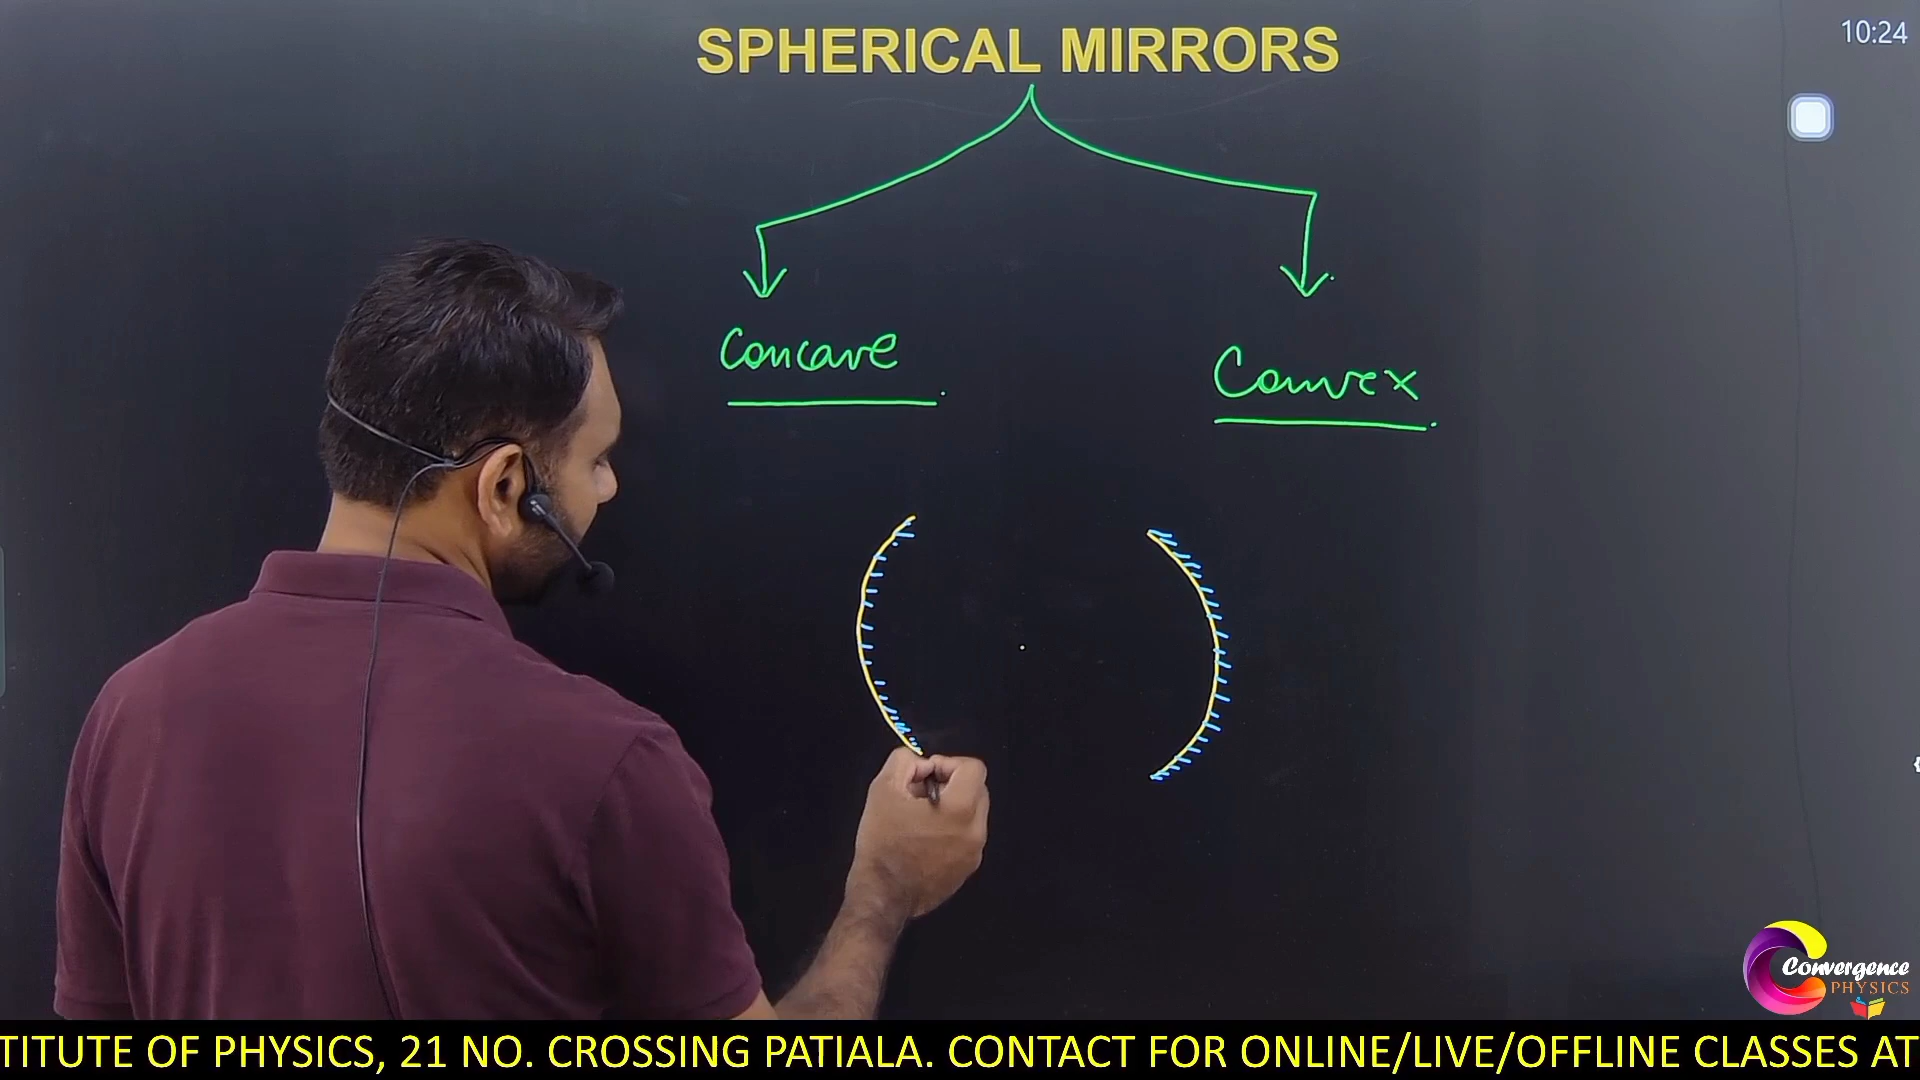 SPHERICAL MIRRORS
10:24
Concave
Convex
Convergence
PHYSICS
TITUTE OF PHYSICS, 21 NO. CROSSING PATIALA. CONTACT FOR ONLINE/LIVE/OFFLINE CLASSES AT